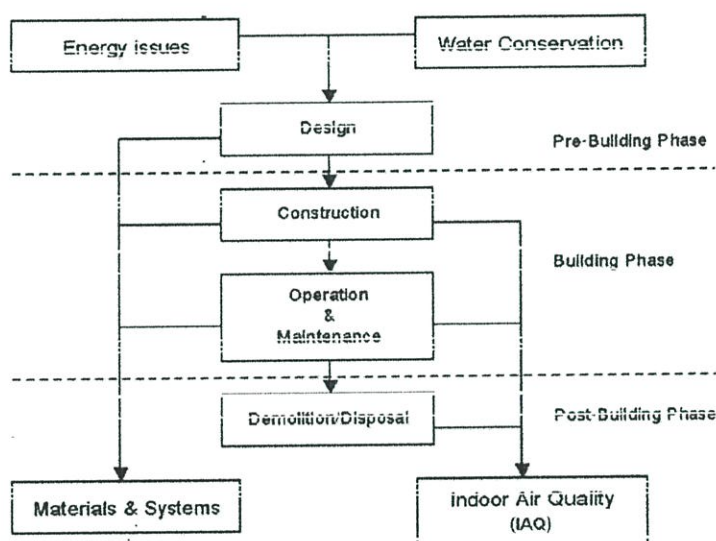 Energy issues
Water Conservation
Design
Pre-Building Phase
Construction
Building Phase
Operation
&
Maintenance
Demolition/Disposal
Post-Building Phase
Materials & Systems
Indoor Air Quality
(IAQ)